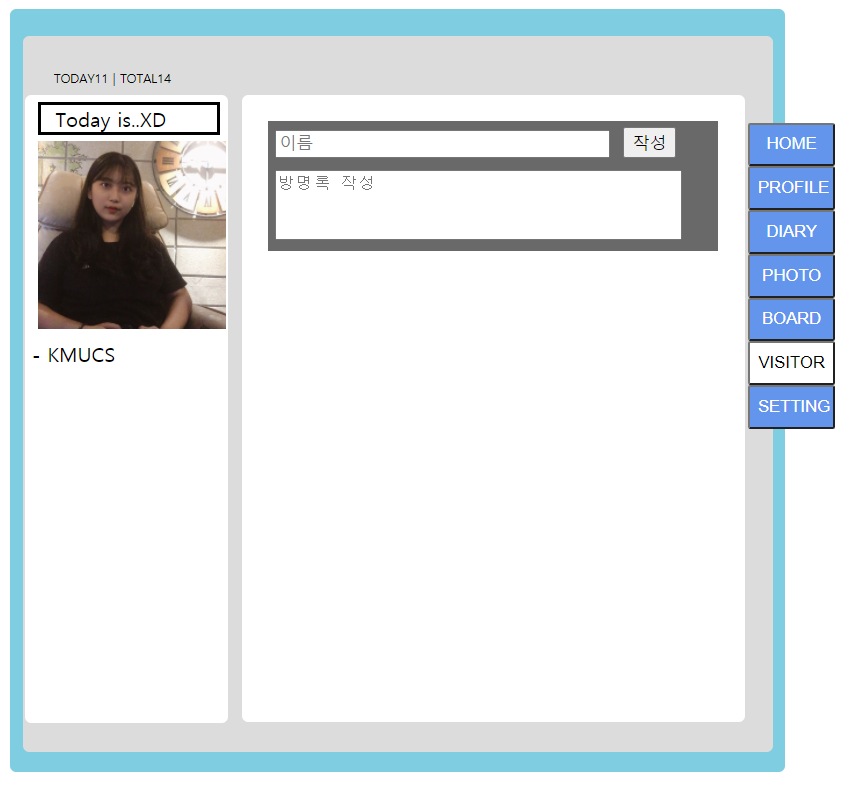 TODAY11 | TOTAL14
Today is..XD
- KMUCS
이름
작성
방명록 작성
HOME
PROFILE
DIARY
PHOTO
BOARD
VISITOR
SETTING